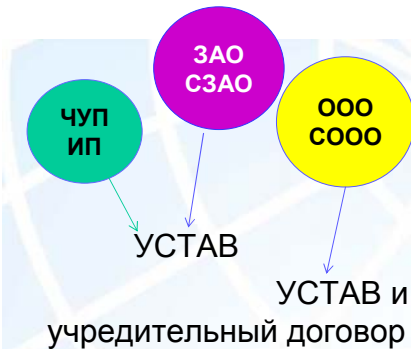 ЗАО
СЗАО
ЧУП
ИП
ООО
СООО
УСТАВ
УСТАВ и
учредительный договор